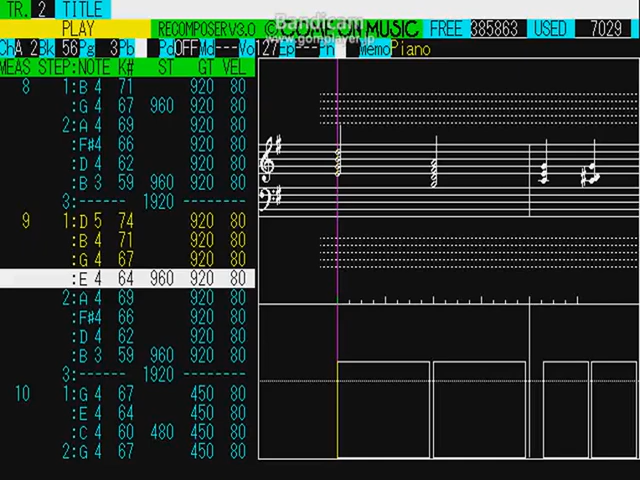 TR. 2 TITLE
PLAY RECOMPOSER V3.0 © COME ON MUSIC FREE 385863 USED 7029
Bandicam
www.gomplayer.jp
ChA 2 Bk 56 Pg 3 Pb Pd OFF Md --- Vo 127 Ep --- Pn Memo Piano
MEAS STEP:NOTE K# ST GT VEL
8 1:B 4 71 920 80
:G 4 67 960 920 80
2:A 4 69 920 80
:F#4 66 920 80
:D 4 62 920 80
:B 3 59 960 920 80
3:-------- 1920 --------
9 1:D 5 74 920 80
:B 4 71 920 80
:G 4 67 920 80
:E 4 64 960 920 80
2:A 4 69 920 80
:F#4 66 920 80
:D 4 62 920 80
:B 3 59 960 920 80
3:-------- 1920 --------
10 1:G 4 67 450 80
:E 4 64 450 80
:C 4 60 480 450 80
2:G 4 67 450 80